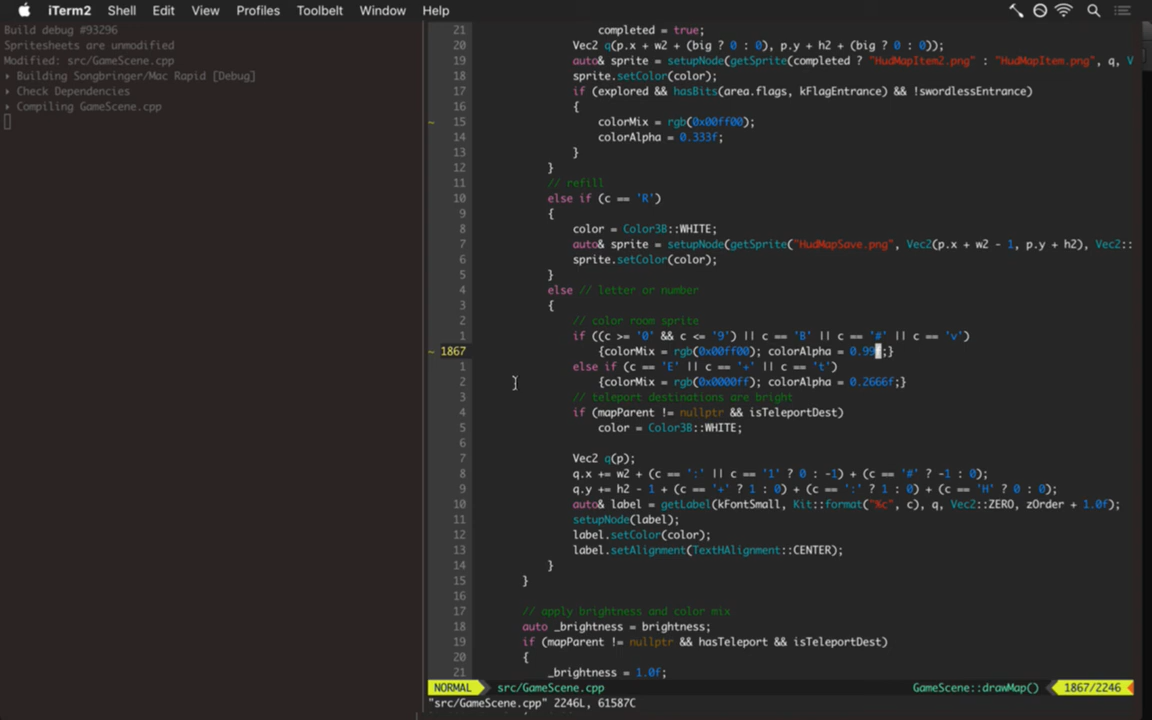 iTerm2 Shell Edit View Profiles Toolbelt Window Help
Build debug #93296
Spritesheets are unmodified
Modified: src/GameScene.cpp
▸ Building Songbringer/Mac Rapid [Debug]
▸ Check Dependencies
▸ Compiling GameScene.cpp
21 completed = true;
20 Vec2 q(p.x + w2 + (big ? 0 : 0), p.y + h2 + (big ? 0 : 0));
19 auto& sprite = setupNode(getSprite(completed ? "HudMapItem2.png" : "HudMapItem.png", q, V
18 sprite.setColor(color);
17 if (explored && hasBits(area.flags, kFlagEntrance) && !swordlessEntrance)
16 {
~ 15 colorMix = rgb(0x00ff00);
14 colorAlpha = 0.333f;
13 }
12 }
11 // refill
10 else if (c == 'R')
9 {
8 color = Color3B::WHITE;
7 auto& sprite = setupNode(getSprite("HudMapSave.png", Vec2(p.x + w2 - 1, p.y + h2), Vec2::
6 sprite.setColor(color);
5 }
4 else // letter or number
3 {
2 // color room sprite
1 if ((c >= '0' && c <= '9') || c == 'B' || c == '#' || c == 'v')
~ 1867 {colorMix = rgb(0x00ff00); colorAlpha = 0.99f;}
1 else if (c == 'E' || c == '+' || c == 't')
2 {colorMix = rgb(0x0000ff); colorAlpha = 0.2666f;}
3 // teleport destinations are bright
4 if (mapParent != nullptr && isTeleportDest)
5 color = Color3B::WHITE;
6
7 Vec2 q(p);
8 q.x += w2 + (c == ':' || c == '1' ? 0 : -1) + (c == '#' ? -1 : 0);
9 q.y += h2 - 1 + (c == '+' ? 1 : 0) + (c == ':' ? 1 : 0) + (c == 'H' ? 0 : 0);
10 auto& label = getLabel(kFontSmall, Kit::format("%c", c), q, Vec2::ZERO, zOrder + 1.0f);
11 setupNode(label);
12 label.setColor(color);
13 label.setAlignment(TextHAlignment::CENTER);
14 }
15 }
16
17 // apply brightness and color mix
18 auto _brightness = brightness;
19 if (mapParent != nullptr && hasTeleport && isTeleportDest)
20 {
21 _brightness = 1.0f;
NORMAL src/GameScene.cpp GameScene::drawMap() 1867/2246
"src/GameScene.cpp" 2246L, 61587C